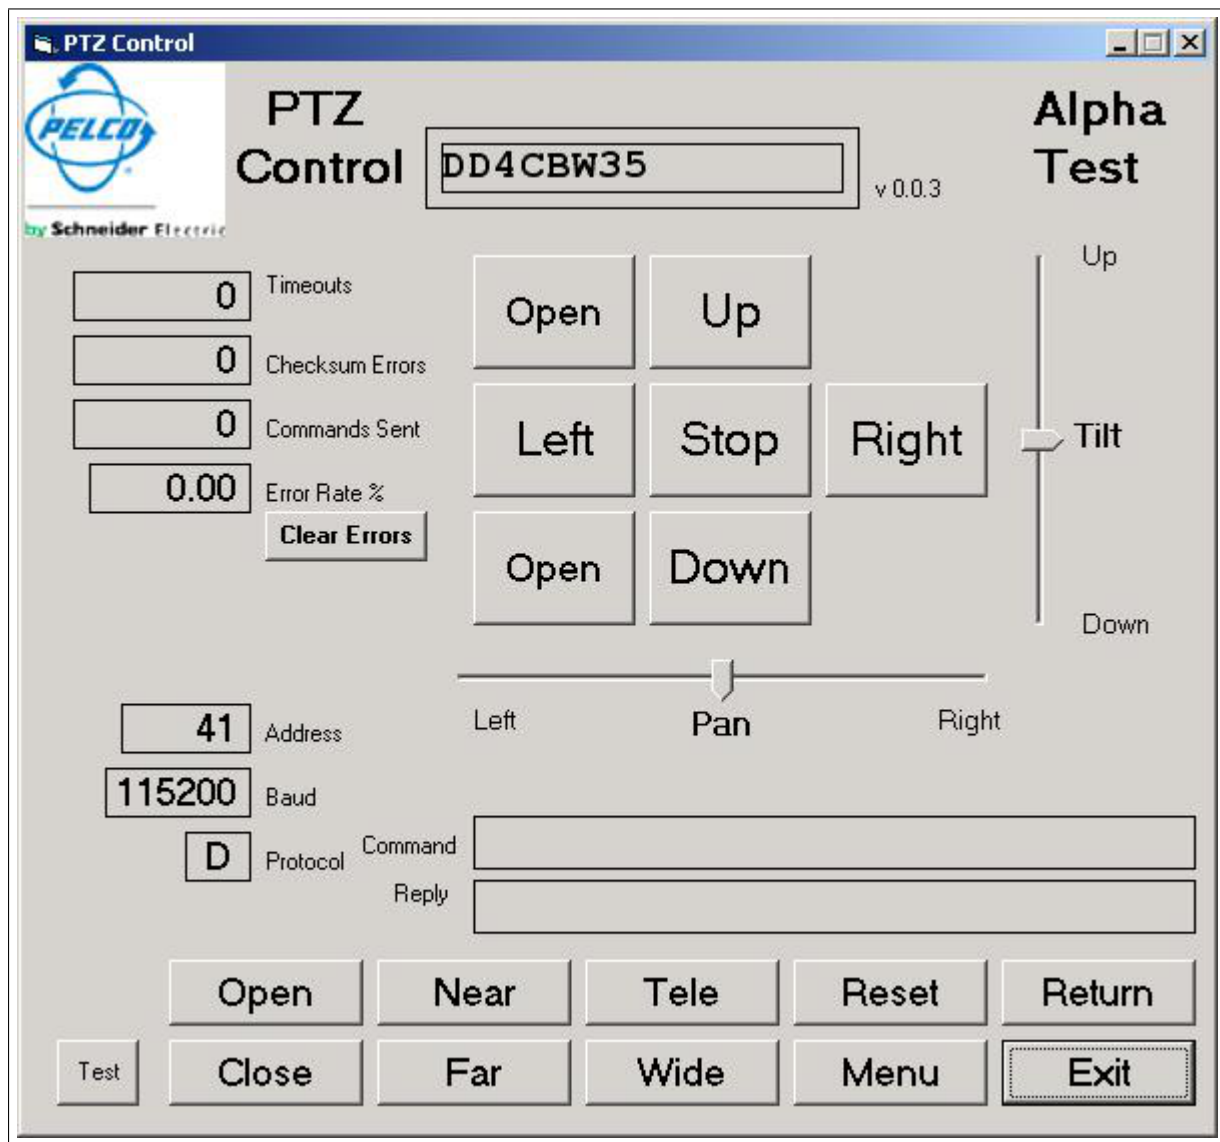 PTZ Control
PELCO
by Schneider Electric
PTZ
Control
DD4CBW35
v 0.0.3
Alpha
Test
0 Timeouts
0 Checksum Errors
0 Commands Sent
0.00 Error Rate %
Clear Errors
Open Up
Left Stop Right
Open Down
Up
Tilt
Down
Left Pan Right
41 Address
115200 Baud
D Protocol
Command
Reply
Open Near Tele Reset Return
Test Close Far Wide Menu Exit